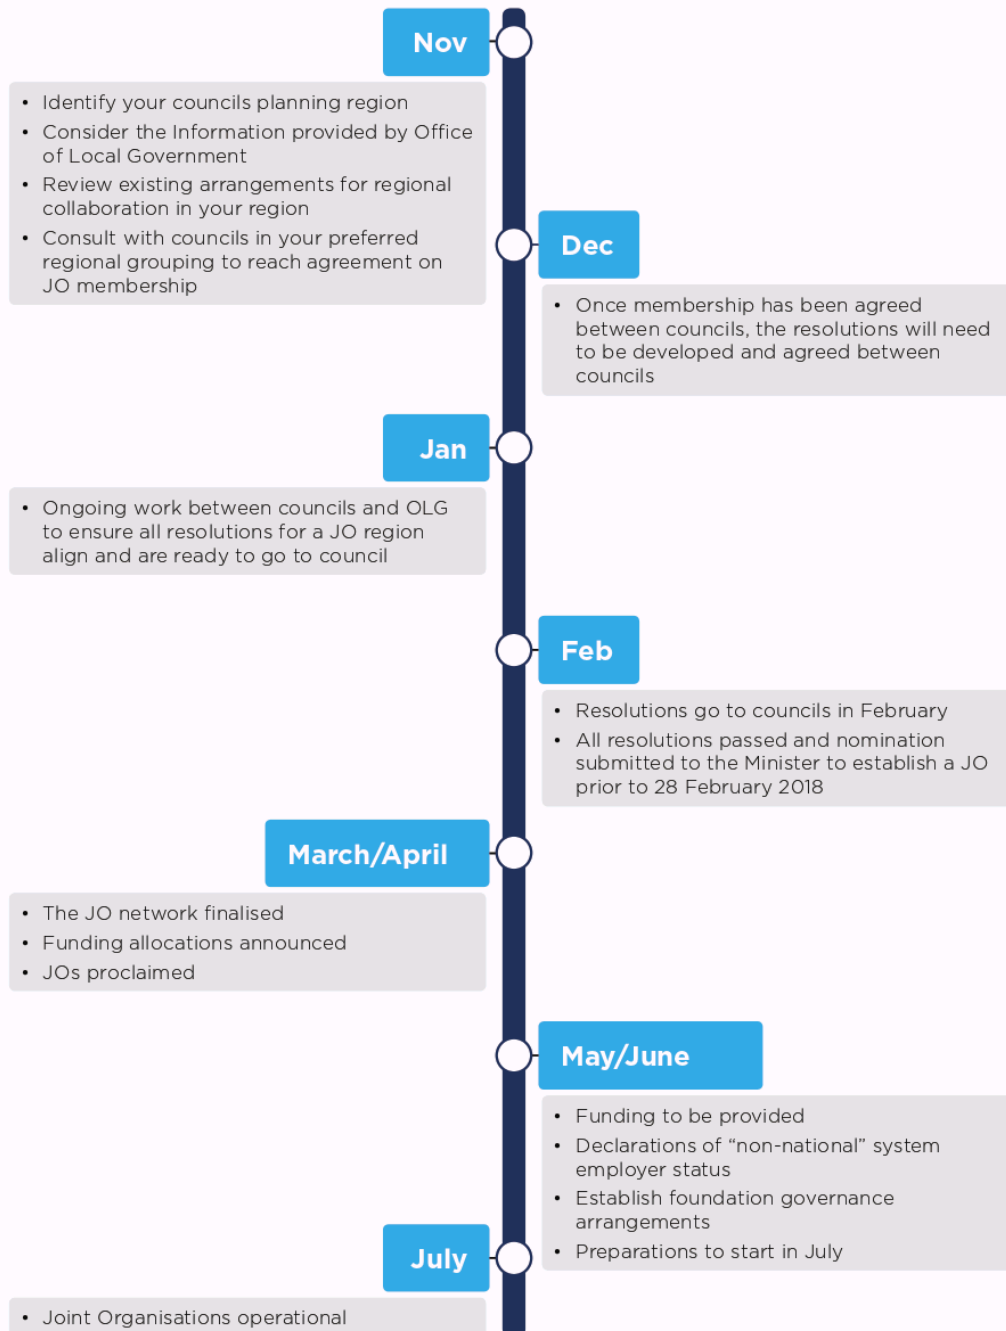 Nov
• Identify your councils planning region
• Consider the Information provided by Office
of Local Government
• Review existing arrangements for regional
collaboration in your region
• Consult with councils in your preferred
regional grouping to reach agreement on
JO membership
Dec
• Once membership has been agreed
between councils, the resolutions will need
to be developed and agreed between
councils
Jan
• Ongoing work between councils and OLG
to ensure all resolutions for a JO region
align and are ready to go to council
Feb
• Resolutions go to councils in February
• All resolutions passed and nomination
submitted to the Minister to establish a JO
prior to 28 February 2018
March/April
• The JO network finalised
• Funding allocations announced
• JOs proclaimed
May/June
• Funding to be provided
• Declarations of “non-national” system
employer status
• Establish foundation governance
arrangements
• Preparations to start in July
July
• Joint Organisations operational